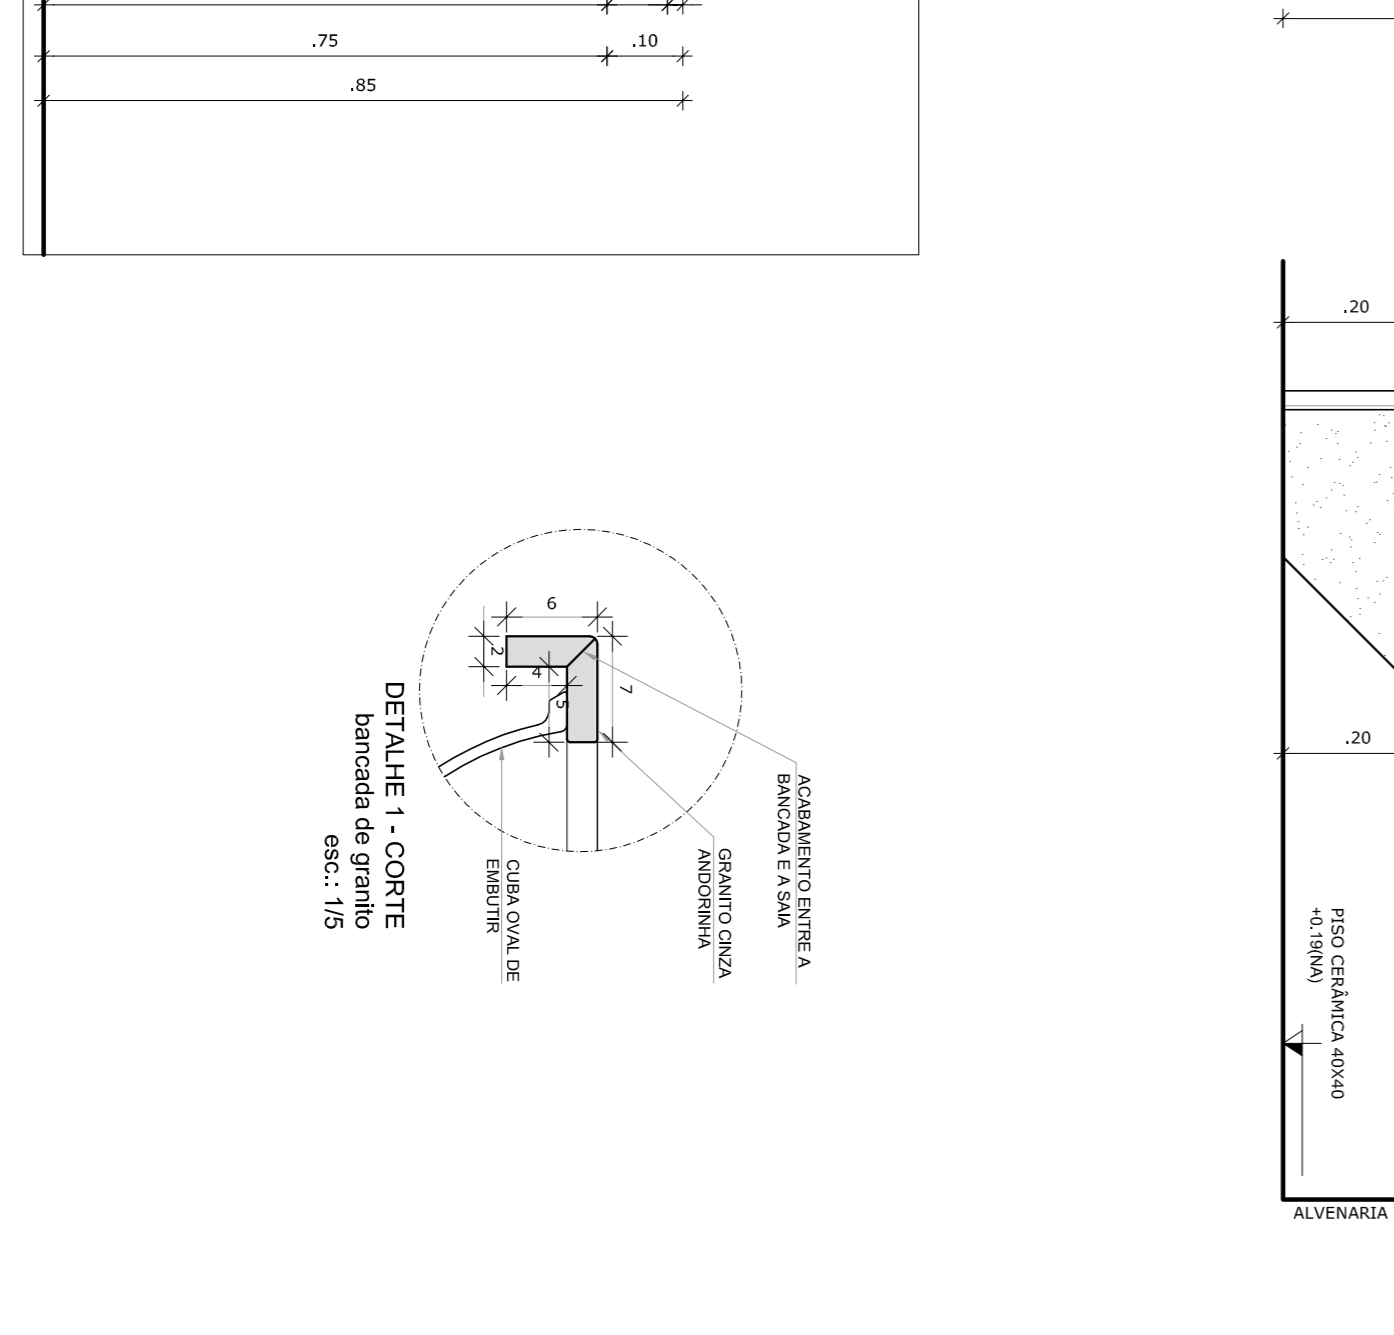 .75
.10
.85
.20
6
2
4
7
5
.20
DETALHE 1 - CORTE
bancada de granito
esc.: 1/5
ACABAMENTO ENTRE A
BANCADA E A SAIA
GRANITO CINZA
ANDORINHA
CUBA OVAL DE
EMBUTIR
PISO CERÂMICA 40X40
+0.19(NA)
ALVENARIA